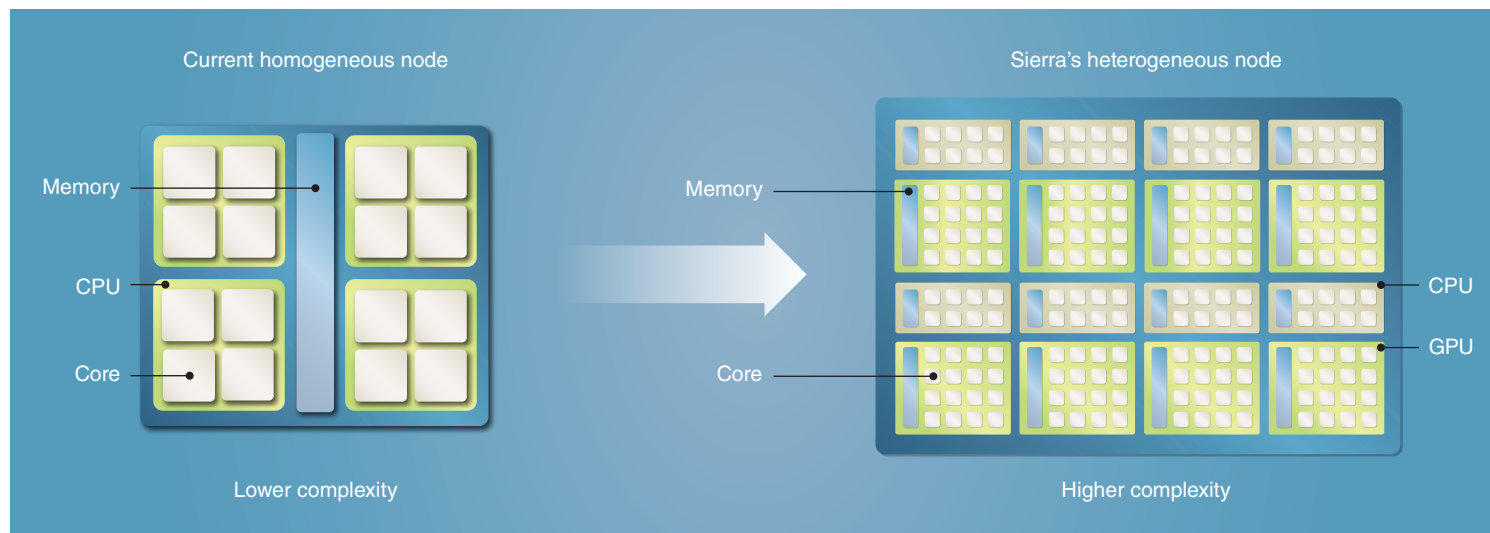 Current homogeneous node
Memory
CPU
Core
Lower complexity
Sierra's heterogeneous node
Memory
Core
CPU
GPU
Higher complexity